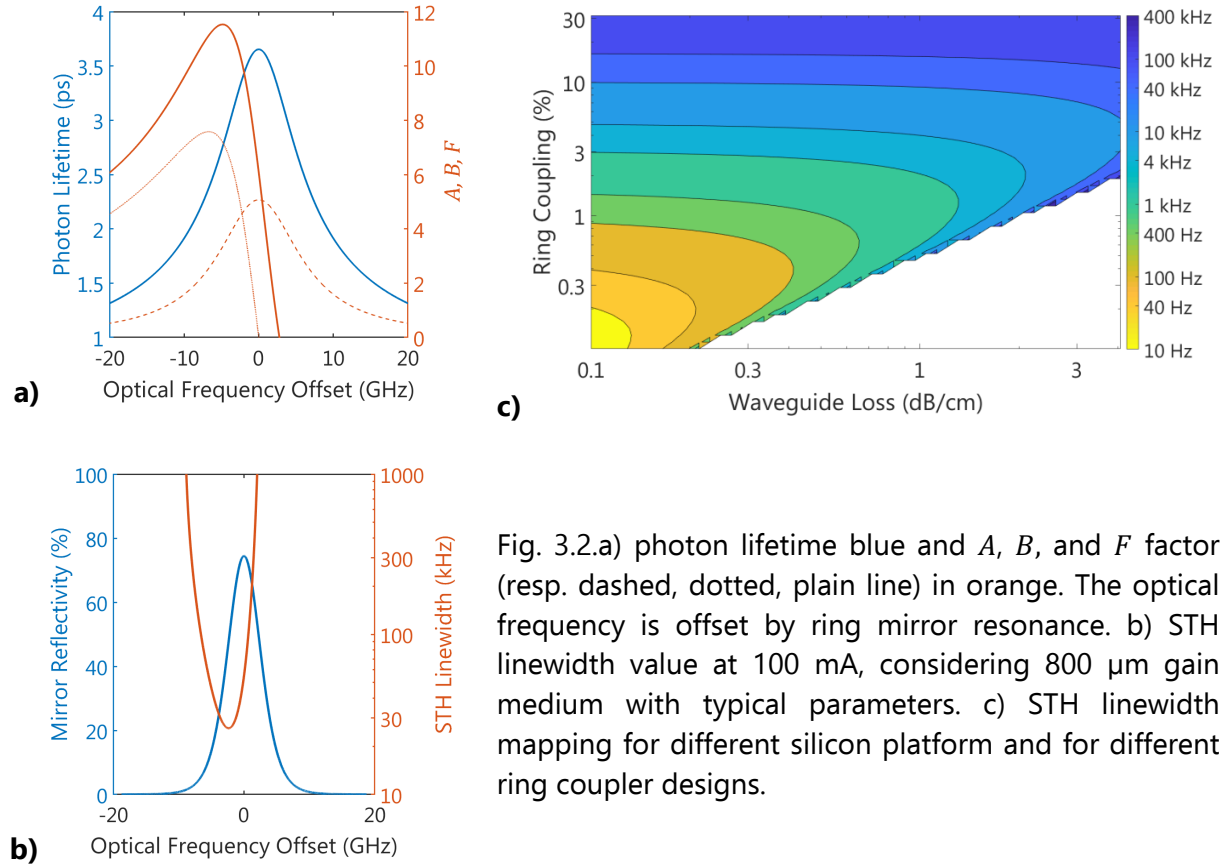 4
3.5
3
2.5
2
1.5
1
Photon Lifetime (ps)
12
10
8
6
4
2
0
A, B, F
-20
-10
0
10
20
Optical Frequency Offset (GHz)
a)
30
10
3
1
0.3
Ring Coupling (%)
0.1
0.3
1
3
Waveguide Loss (dB/cm)
c)
400 kHz
100 kHz
40 kHz
10 kHz
4 kHz
1 kHz
400 Hz
100 Hz
40 Hz
10 Hz
100
80
60
40
20
0
Mirror Reflectivity (%)
1000
300
100
30
10
STH Linewidth (kHz)
-20
0
20
Optical Frequency Offset (GHz)
b)
Fig. 3.2.a) photon lifetime blue and A, B, and F factor
(resp. dashed, dotted, plain line) in orange. The optical
frequency is offset by ring mirror resonance. b) STH
linewidth value at 100 mA, considering 800 µm gain
medium with typical parameters. c) STH linewidth
mapping for different silicon platform and for different
ring coupler designs.